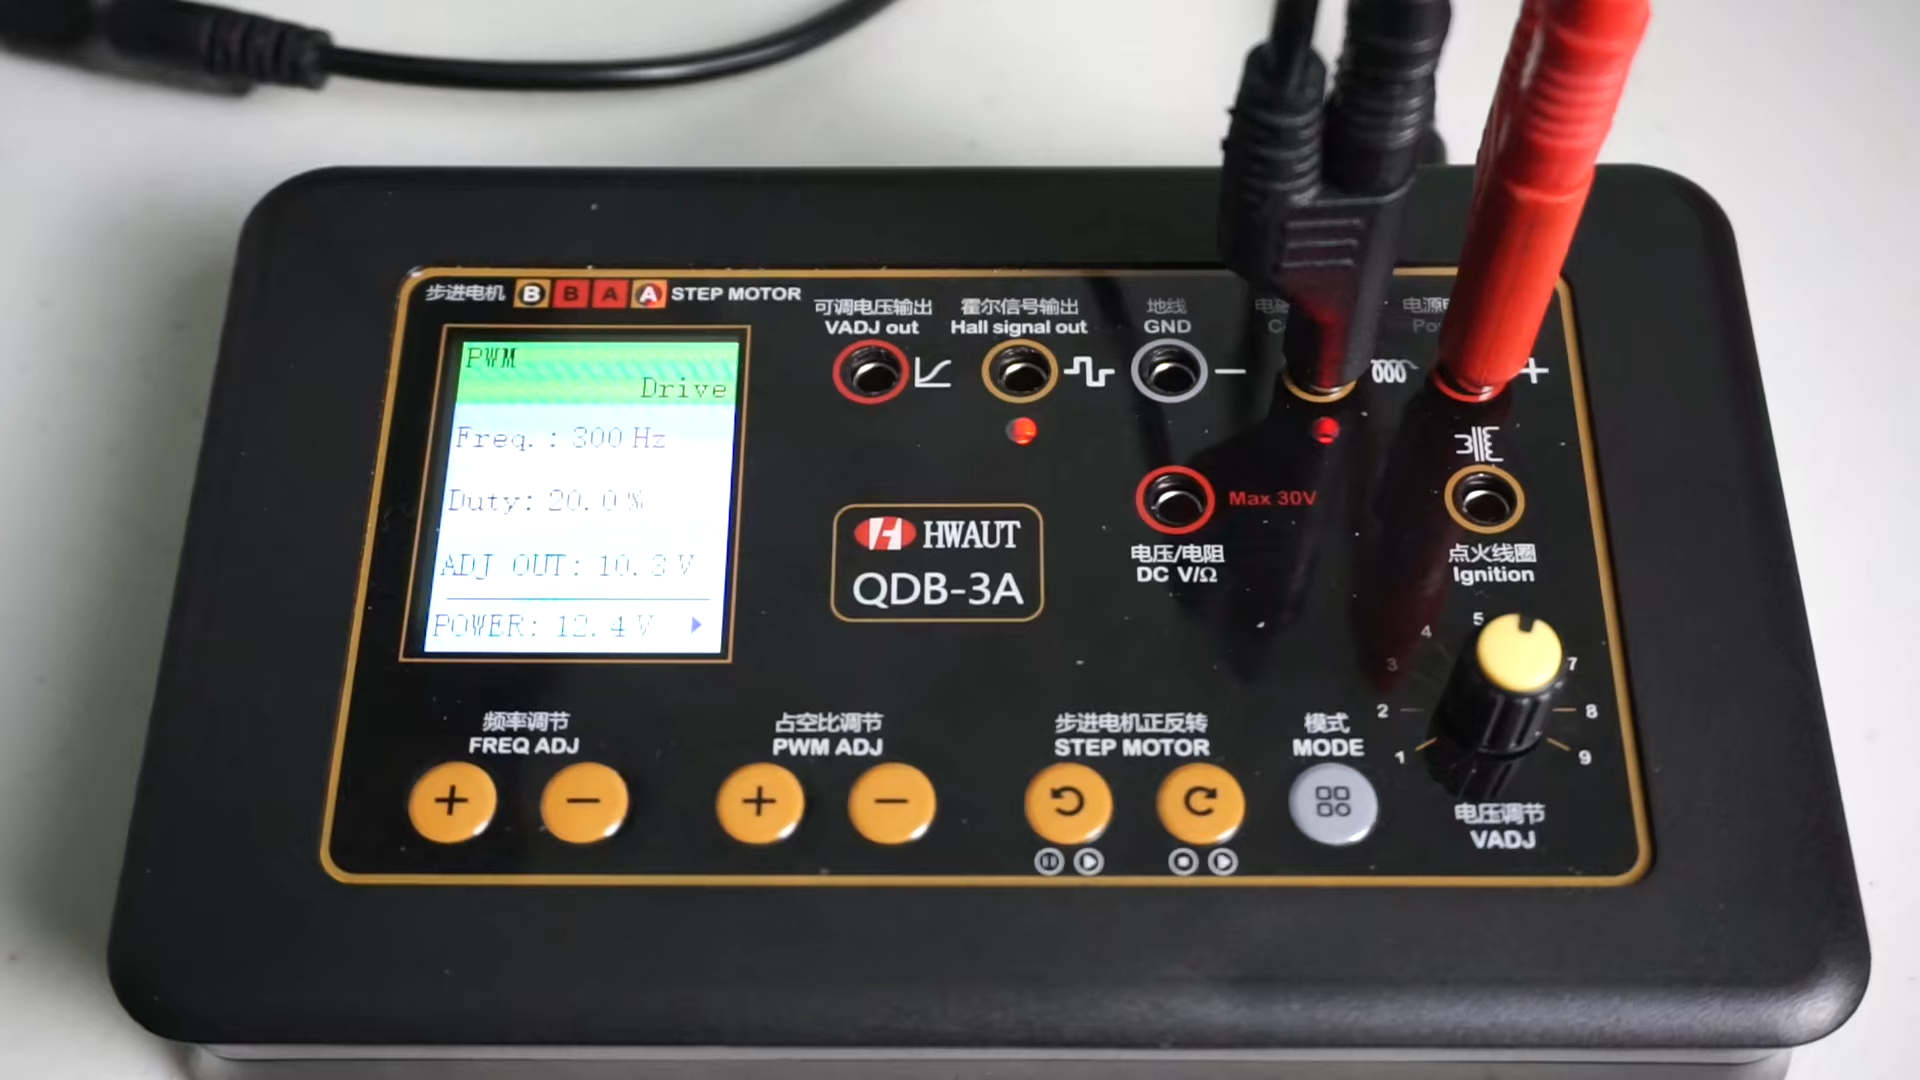 步进电机 B B A A STEP MOTOR
可调电压输出
VADJ out
霍尔信号输出
Hall signal out
地线
GND
PWM
Drive
Freq.: 300 Hz
Duty: 20.0 %
ADJ OUT: 10.3 V
POWER: 12.4 V
HWAUT
QDB-3A
Max 30V
电压/电阻
DC V/Ω
点火线圈
Ignition
1
2
3
4
5
7
8
9
电压调节
VADJ
频率调节
FREQ ADJ
占空比调节
PWM ADJ
步进电机正反转
STEP MOTOR
模式
MODE